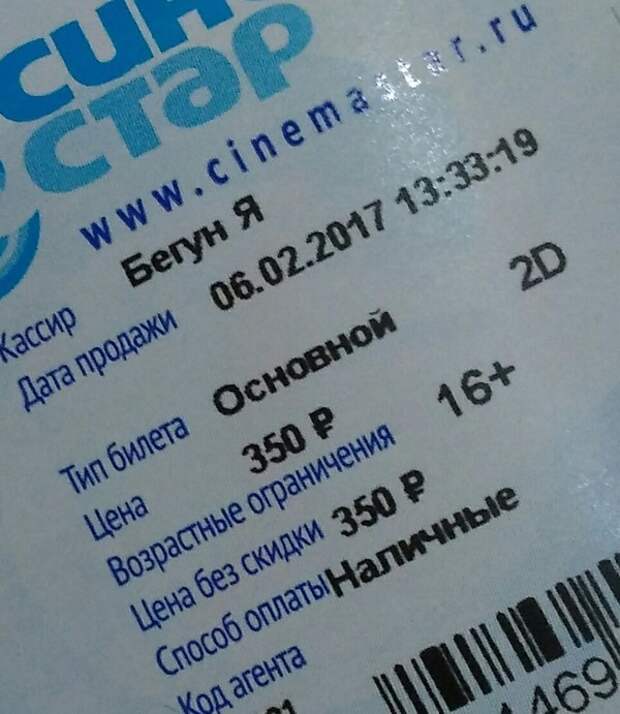 СТАР
www.cinemastar.ru
Кассир Бегун Я
Дата продажи 06.02.2017 13:33:19
2D
Тип билета Основной
Цена 350 ₽
Возрастные ограничения 16+
Цена без скидки 350 ₽
Способ оплаты Наличные
Код агента
1469